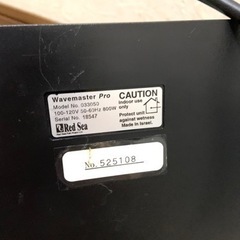 Wavemaster Pro
Model No. 033050
100-120V 50-60Hz 800W
Serial No. 18547
Red Sea
CAUTION
Indoor use
only
Protect unit
against wetness
Made in Israel.
No. 525108